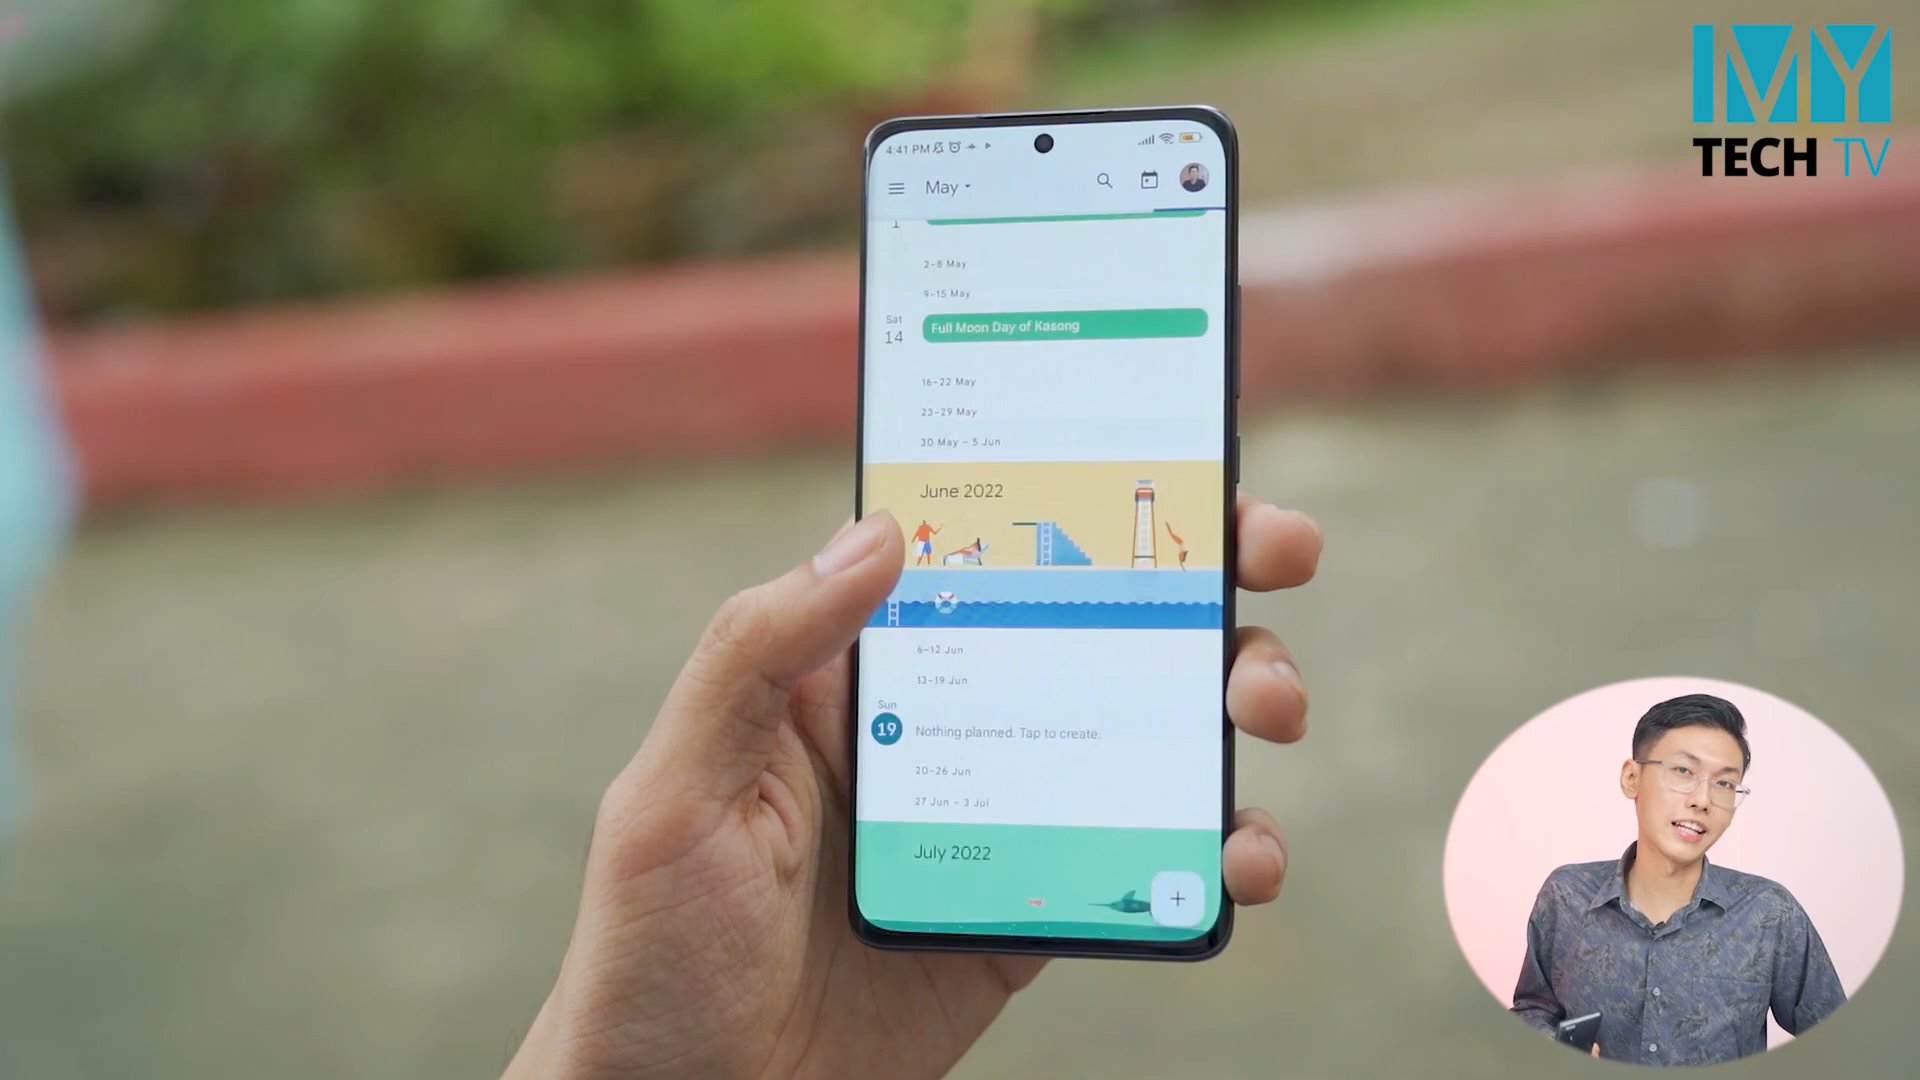 MY
TECH TV
4:41 PM
May
1
2-8 May
9-15 May
Sat
14
Full Moon Day of Kasong
16-22 May
23-29 May
30 May - 5 Jun
June 2022
6-12 Jun
13-19 Jun
Sun
19
Nothing planned. Tap to create.
20-26 Jun
27 Jun - 3 Jul
July 2022